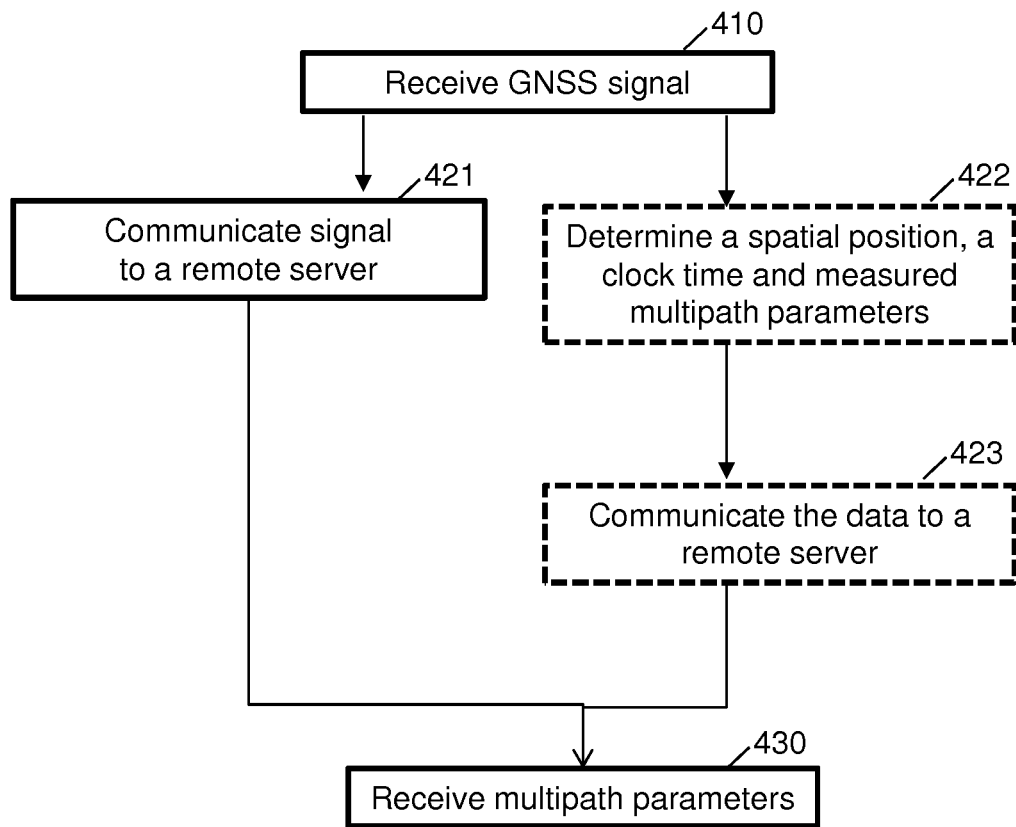 410
Receive GNSS signal
421
Communicate signal
to a remote server
422
Determine a spatial position, a
clock time and measured
multipath parameters
423
Communicate the data to a
remote server
430
Receive multipath parameters